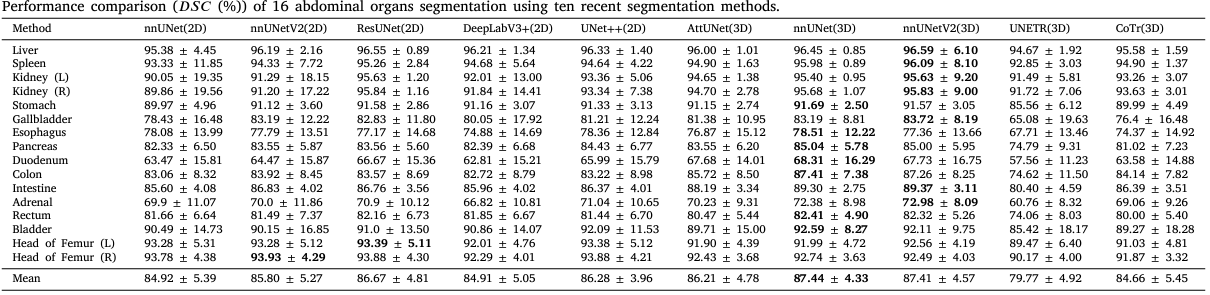 Performance comparison (DSC (%)) of 16 abdominal organs segmentation using ten recent segmentation methods.
Method nnUNet(2D) nnUNetV2(2D) ResUNet(2D) DeepLabV3+(2D) UNet++(2D) AttUNet(3D) nnUNet(3D) nnUNetV2(3D) UNETR(3D) CoTr(3D)
Liver 95.38 ± 4.45 96.19 ± 2.16 96.55 ± 0.89 96.21 ± 1.34 96.33 ± 1.40 96.00 ± 1.01 96.45 ± 0.85 96.59 ± 6.10 94.67 ± 1.92 95.58 ± 1.59
Spleen 93.33 ± 11.85 94.33 ± 7.72 95.26 ± 2.84 94.68 ± 5.64 94.64 ± 4.22 94.90 ± 1.63 95.98 ± 0.89 96.09 ± 8.10 92.85 ± 3.03 94.90 ± 1.37
Kidney (L) 90.05 ± 19.35 91.29 ± 18.15 95.63 ± 1.20 92.01 ± 13.00 93.36 ± 5.06 94.65 ± 1.38 95.40 ± 0.95 95.63 ± 9.20 91.49 ± 5.81 93.26 ± 3.07
Kidney (R) 89.86 ± 19.56 91.20 ± 17.22 95.84 ± 1.16 91.84 ± 14.41 93.34 ± 7.38 94.70 ± 2.78 95.68 ± 1.07 95.83 ± 9.00 91.72 ± 7.06 93.63 ± 3.01
Stomach 89.97 ± 4.96 91.12 ± 3.60 91.58 ± 2.86 91.16 ± 3.07 91.33 ± 3.13 91.15 ± 2.74 91.69 ± 2.50 91.57 ± 3.05 85.56 ± 6.12 89.99 ± 4.49
Gallbladder 78.43 ± 16.48 83.19 ± 12.22 82.83 ± 11.80 80.05 ± 17.92 81.21 ± 12.24 81.38 ± 10.95 83.19 ± 8.81 83.72 ± 8.19 65.08 ± 19.63 76.4 ± 16.48
Esophagus 78.08 ± 13.99 77.79 ± 13.51 77.17 ± 14.68 74.88 ± 14.69 78.36 ± 12.84 76.87 ± 15.12 78.51 ± 12.22 77.36 ± 13.66 67.71 ± 13.46 74.37 ± 14.92
Pancreas 82.33 ± 6.50 83.55 ± 5.87 83.56 ± 5.60 82.39 ± 6.68 84.43 ± 6.77 83.55 ± 6.20 85.04 ± 5.78 85.00 ± 5.95 74.79 ± 9.31 81.02 ± 7.23
Duodenum 63.47 ± 15.81 64.47 ± 15.87 66.67 ± 15.36 62.81 ± 15.21 65.99 ± 15.79 67.68 ± 14.01 68.31 ± 16.29 67.73 ± 16.75 57.56 ± 11.23 63.58 ± 14.88
Colon 83.06 ± 8.32 83.92 ± 8.45 83.57 ± 8.69 82.72 ± 8.79 83.22 ± 8.98 85.72 ± 8.50 87.41 ± 7.38 87.26 ± 8.25 74.62 ± 11.50 84.14 ± 7.82
Intestine 85.60 ± 4.08 86.83 ± 4.02 86.76 ± 3.56 85.96 ± 4.02 86.37 ± 4.01 88.19 ± 3.34 89.30 ± 2.75 89.37 ± 3.11 80.40 ± 4.59 86.39 ± 3.51
Adrenal 69.9 ± 11.07 70.0 ± 11.86 70.9 ± 10.12 66.82 ± 10.81 71.04 ± 10.65 70.23 ± 9.31 72.38 ± 8.98 72.98 ± 8.09 60.76 ± 8.32 69.06 ± 9.26
Rectum 81.66 ± 6.64 81.49 ± 7.37 82.16 ± 6.73 81.85 ± 6.67 81.44 ± 6.70 80.47 ± 5.44 82.41 ± 4.90 82.32 ± 5.26 74.06 ± 8.03 80.00 ± 5.40
Bladder 90.49 ± 14.73 90.15 ± 16.85 91.0 ± 13.50 90.86 ± 14.07 92.09 ± 11.53 89.71 ± 15.00 92.59 ± 8.27 92.11 ± 9.75 85.42 ± 18.17 89.27 ± 18.28
Head of Femur (L) 93.28 ± 5.31 93.28 ± 5.12 93.39 ± 5.11 92.01 ± 4.76 93.38 ± 5.12 91.90 ± 4.39 91.99 ± 4.72 92.56 ± 4.19 89.47 ± 6.40 91.03 ± 4.81
Head of Femur (R) 93.78 ± 4.38 93.93 ± 4.29 93.88 ± 4.30 92.29 ± 4.01 93.88 ± 4.21 92.43 ± 3.68 92.74 ± 3.63 92.49 ± 4.03 90.17 ± 4.00 91.87 ± 3.32
Mean 84.92 ± 5.39 85.80 ± 5.27 86.67 ± 4.81 84.91 ± 5.05 86.28 ± 3.96 86.21 ± 4.78 87.44 ± 4.33 87.41 ± 4.57 79.77 ± 4.92 84.66 ± 5.45